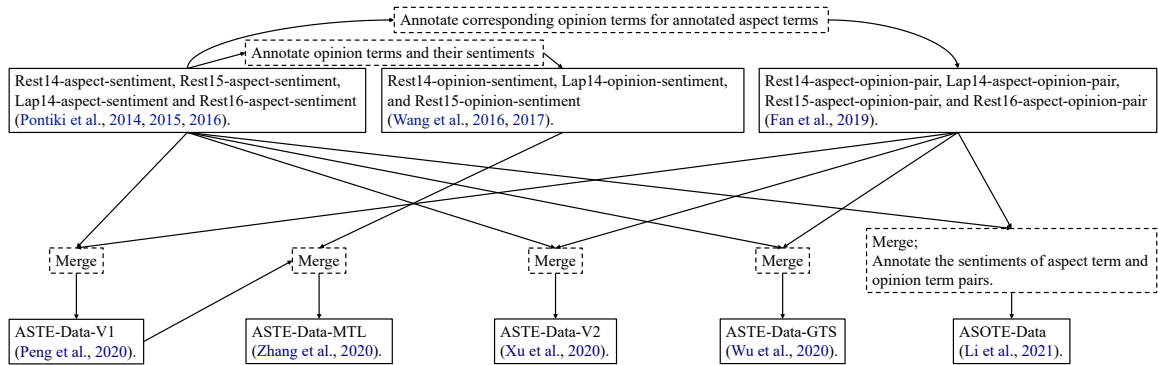 Annotate corresponding opinion terms for annotated aspect terms
Annotate opinion terms and their sentiments
Rest14-aspect-sentiment, Rest15-aspect-sentiment,
Lap14-aspect-sentiment and Rest16-aspect-sentiment
(Pontiki et al., 2014, 2015, 2016).
Rest14-opinion-sentiment, Lap14-opinion-sentiment,
and Rest15-opinion-sentiment
(Wang et al., 2016, 2017).
Rest14-aspect-opinion-pair, Lap14-aspect-opinion-pair,
Rest15-aspect-opinion-pair, and Rest16-aspect-opinion-pair
(Fan et al., 2019).
Merge
Merge
Merge
Merge
Merge;
Annotate the sentiments of aspect term and
opinion term pairs.
ASTE-Data-V1
(Peng et al., 2020).
ASTE-Data-MTL
(Zhang et al., 2020).
ASTE-Data-V2
(Xu et al., 2020).
ASTE-Data-GTS
(Wu et al., 2020).
ASOTE-Data
(Li et al., 2021).